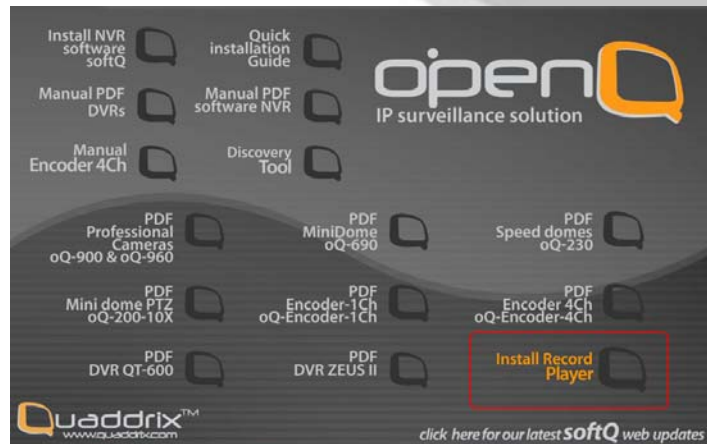 Install NVR
software
softQ
Quick
installation
Guide
openQ
IP surveillance solution
Manual PDF
DVRs
Manual PDF
software NVR
Manual
Encoder 4Ch
Discovery
Tool
PDF
Professional
Cameras
oQ-900 & oQ-960
PDF
MiniDome
oQ-690
PDF
Speed domes
oQ-230
PDF
Mini dome PTZ
oQ-200-10X
PDF
Encoder-1Ch
oQ-Encoder-1Ch
PDF
Encoder 4Ch
oQ-Encoder-4Ch
PDF
DVR QT-600
PDF
DVR ZEUS II
Install Record
Player
Quaddrix™
www.quaddrix.com
click here for our latest softQ web updates